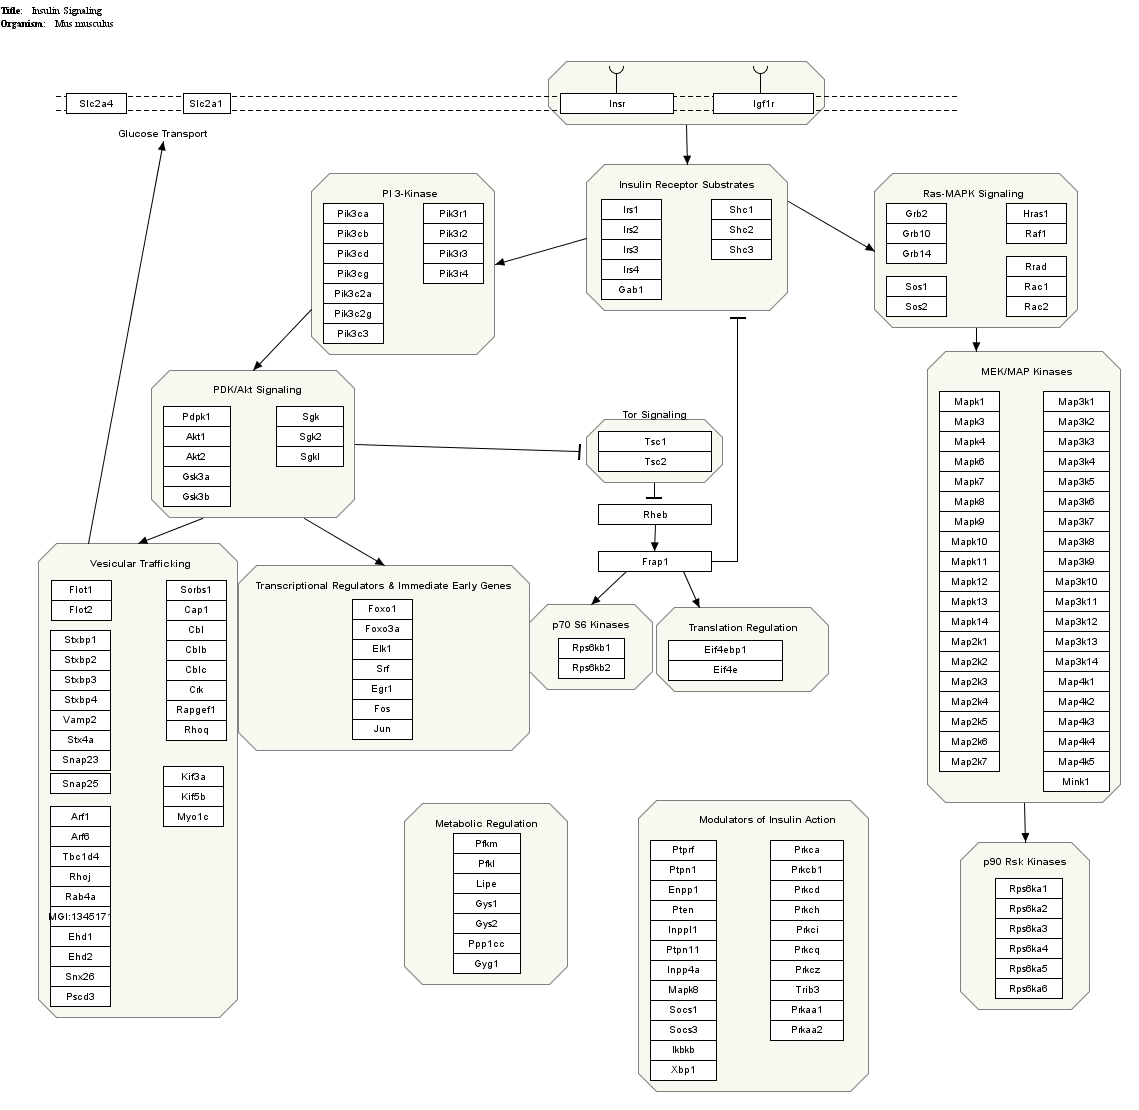 Title: Insulin Signaling
Organism: Mus musculus
Slc2a4
Slc2a1
Insr
Igf1r
Glucose Transport
PI 3-Kinase
Pik3ca
Pik3cb
Pik3cd
Pik3cg
Pik3c2a
Pik3c2g
Pik3c3
Pik3r1
Pik3r2
Pik3r3
Pik3r4
Insulin Receptor Substrates
Irs1
Irs2
Irs3
Irs4
Gab1
Shc1
Shc2
Shc3
Ras-MAPK Signaling
Grb2
Grb10
Grb14
Sos1
Sos2
Hras1
Raf1
Rrad
Rac1
Rac2
PDK/Akt Signaling
Pdpk1
Akt1
Akt2
Gsk3a
Gsk3b
Sgk
Sgk2
Sgkl
Tor Signaling
Tsc1
Tsc2
Rheb
Frap1
MEK/MAP Kinases
Mapk1
Mapk3
Mapk4
Mapk6
Mapk7
Mapk8
Mapk9
Mapk10
Mapk11
Mapk12
Mapk13
Mapk14
Map2k1
Map2k2
Map2k3
Map2k4
Map2k5
Map2k6
Map2k7
Map3k1
Map3k2
Map3k3
Map3k4
Map3k5
Map3k6
Map3k7
Map3k8
Map3k9
Map3k10
Map3k11
Map3k12
Map3k13
Map3k14
Map4k1
Map4k2
Map4k3
Map4k4
Map4k5
Mink1
Vesicular Trafficking
Flot1
Flot2
Stxbp1
Stxbp2
Stxbp3
Stxbp4
Vamp2
Stx4a
Snap23
Snap25
Arf1
Arf6
Tbc1d4
Rhoj
Rab4a
MGI:1345171
Ehd1
Ehd2
Snx26
Pscd3
Sorbs1
Cap1
Cbl
Cblb
Cblc
Crk
Rapgef1
Rhoq
Kif3a
Kif5b
Myo1c
Transcriptional Regulators & Immediate Early Genes
Foxo1
Foxo3a
Elk1
Srf
Egr1
Fos
Jun
p70 S6 Kinases
Rps6kb1
Rps6kb2
Translation Regulation
Eif4ebp1
Eif4e
Metabolic Regulation
Pfkm
Pfkl
Lipe
Gys1
Gys2
Ppp1cc
Gyg1
Modulators of Insulin Action
Ptprf
Ptpn1
Enpp1
Pten
Inppl1
Ptpn11
Inpp4a
Mapk8
Socs1
Socs3
Ikbkb
Xbp1
Prkca
Prkcb1
Prkcd
Prkch
Prkci
Prkcq
Prkcz
Trib3
Prkaa1
Prkaa2
p90 Rsk Kinases
Rps6ka1
Rps6ka2
Rps6ka3
Rps6ka4
Rps6ka5
Rps6ka6